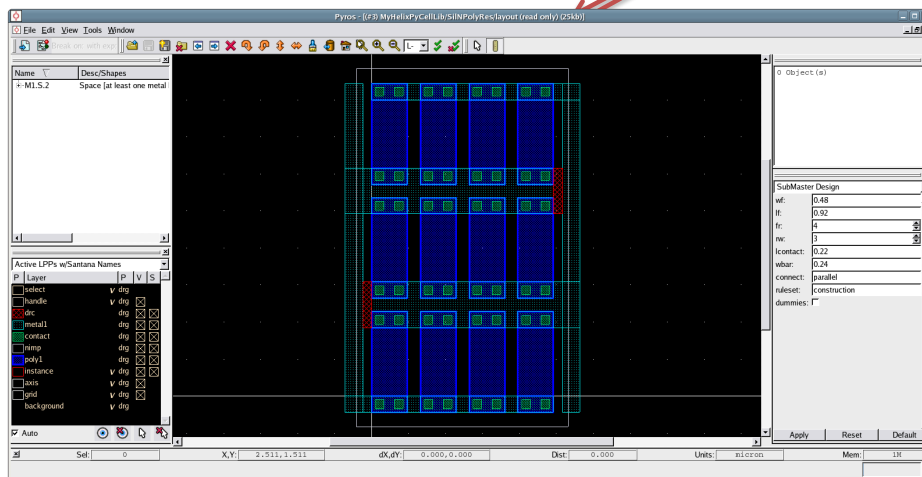 Pyros - [(#3) MyHelixPyCellLib/SilNPolyRes/layout (read only) (25kb)]
File Edit View Tools Window
Break on: with exp:
L-
Name Desc/Shapes
M1.S.2 Space [at least one metal
0 Object(s)
SubMaster Design
wf: 0.48
lf: 0.92
fr: 4
rw: 3
lcontact: 0.22
wbar: 0.24
connect: parallel
ruleset: construction
dummies:
Active LPPs w/Santana Names
P Layer P V S
select v drg
handle v drg
drc drg
metal1 drg
contact drg
nimp drg
poly1 drg
instance v drg
axis v drg
grid v drg
background v drg
Auto
Apply Reset Default
Sel: 0 X,Y: 2.511,1.511 dX,dY: 0.000,0.000 Dist: 0.000 Units: micron Mem: 1M